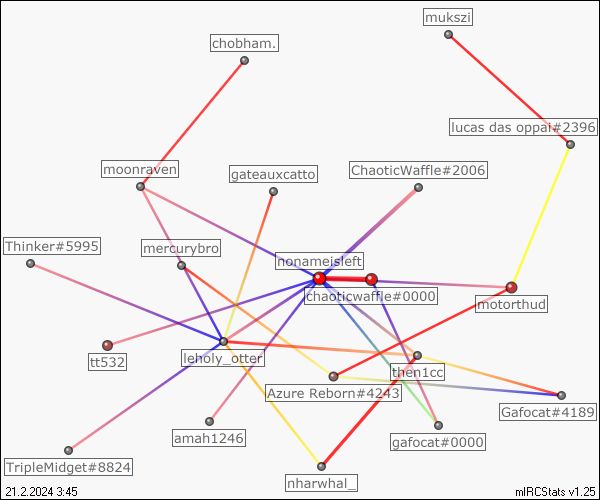 mukszi
chobham.
lucas das oppai#2396
moonraven
gateauxcatto
ChaoticWaffle#2006
Thinker#5995
mercurybro
nonameisleft
chaoticwaffle#0000
motorthud
tt532
leholy_otter
then1cc
Azure Reborn#4243
Gafocat#4189
amah1246
gafocat#0000
TripleMidget#8824
nharwhal_
21.2.2024 3:45
mIRCStats v1.25